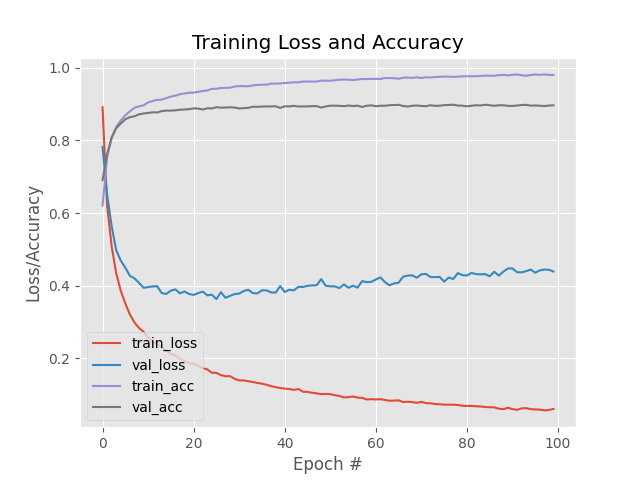 Training Loss and Accuracy
1.0
0.8
0.6
0.4
0.2
Loss/Accuracy
train_loss
val_loss
train_acc
val_acc
0 20 40 60 80 100
Epoch #